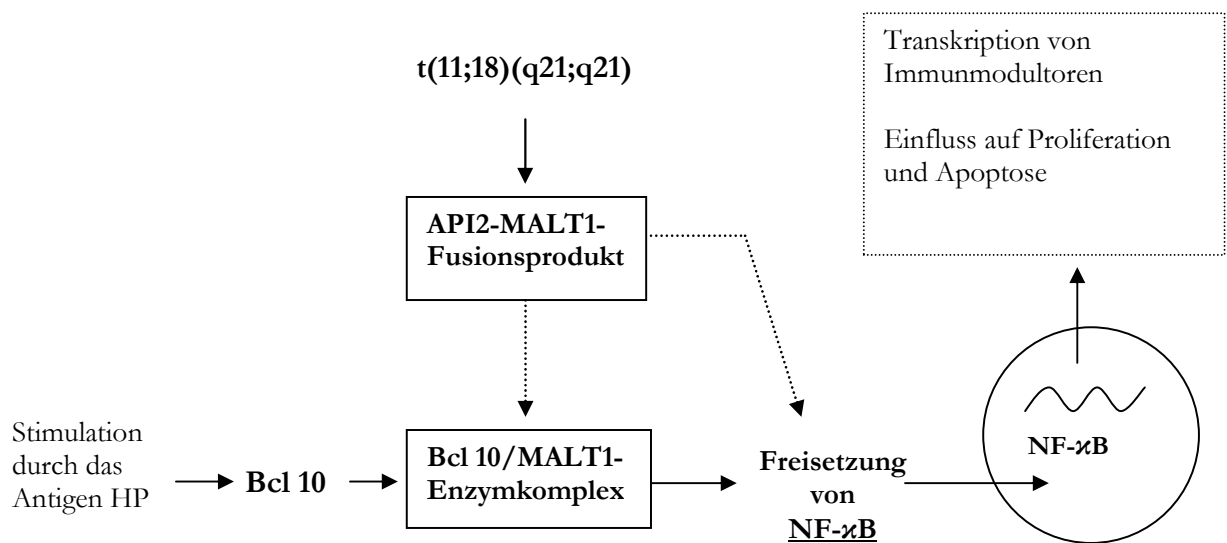 Transkription von
Immunmodultoren
Einfluss auf Proliferation
und Apoptose
t(11;18)(q21;q21)
API2-MALT1-
Fusionsprodukt
Stimulation
durch das
Antigen HP
Bcl 10
Bcl 10/MALT1-
Enzymkomplex
Freisetzung
von
NF-ϰB
NF-ϰB